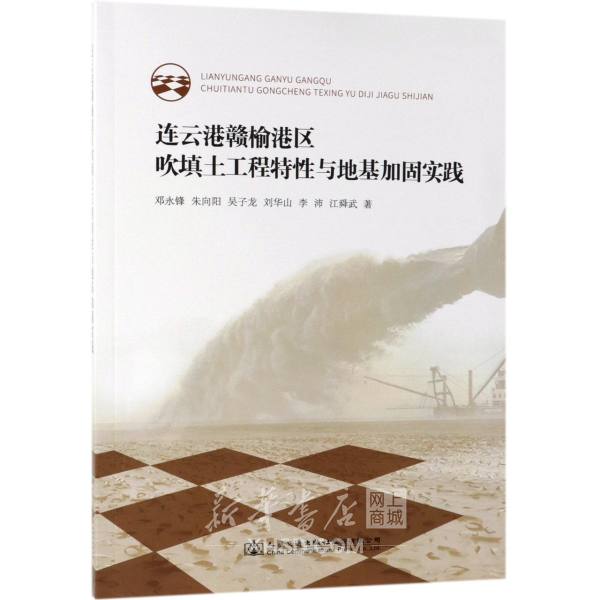 LIANYUNGANG GANYU GANGQU
CHUITIANTU GONGCHENG TEXING YU DIJI JIAGU SHIJIAN
连云港赣榆港区
吹填土工程特性与地基加固实践
邓永锋 朱向阳 吴子龙 刘华山 李 沛 江舜武 著
新华书店
网上
商城